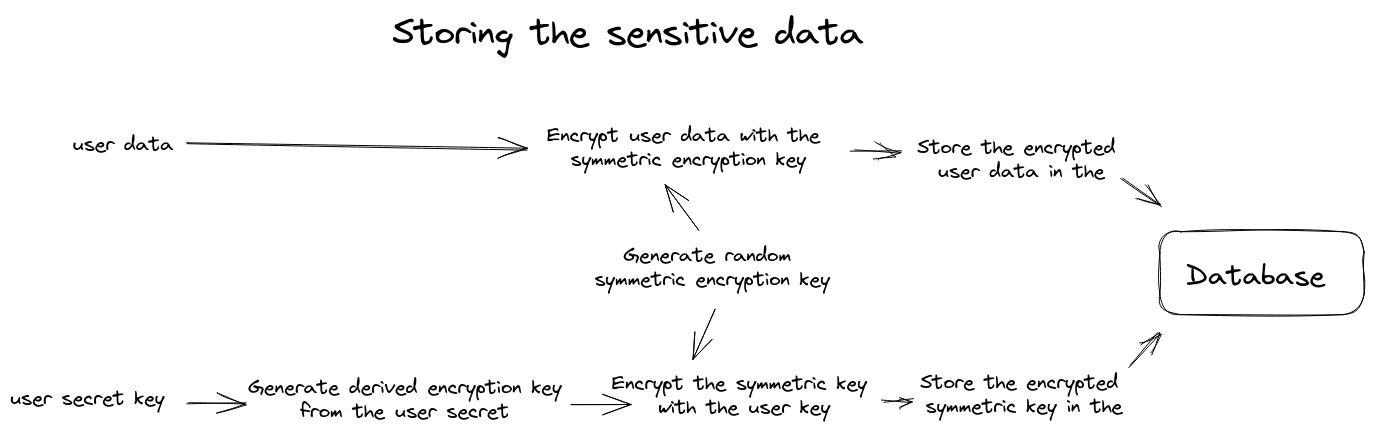 Storing the sensitive data
user data
Encrypt user data with the
symmetric encryption key
Store the encrypted
user data in the
Generate random
symmetric encryption key
Database
user secret key
Generate derived encryption key
from the user secret
Encrypt the symmetric key
with the user key
Store the encrypted
symmetric key in the